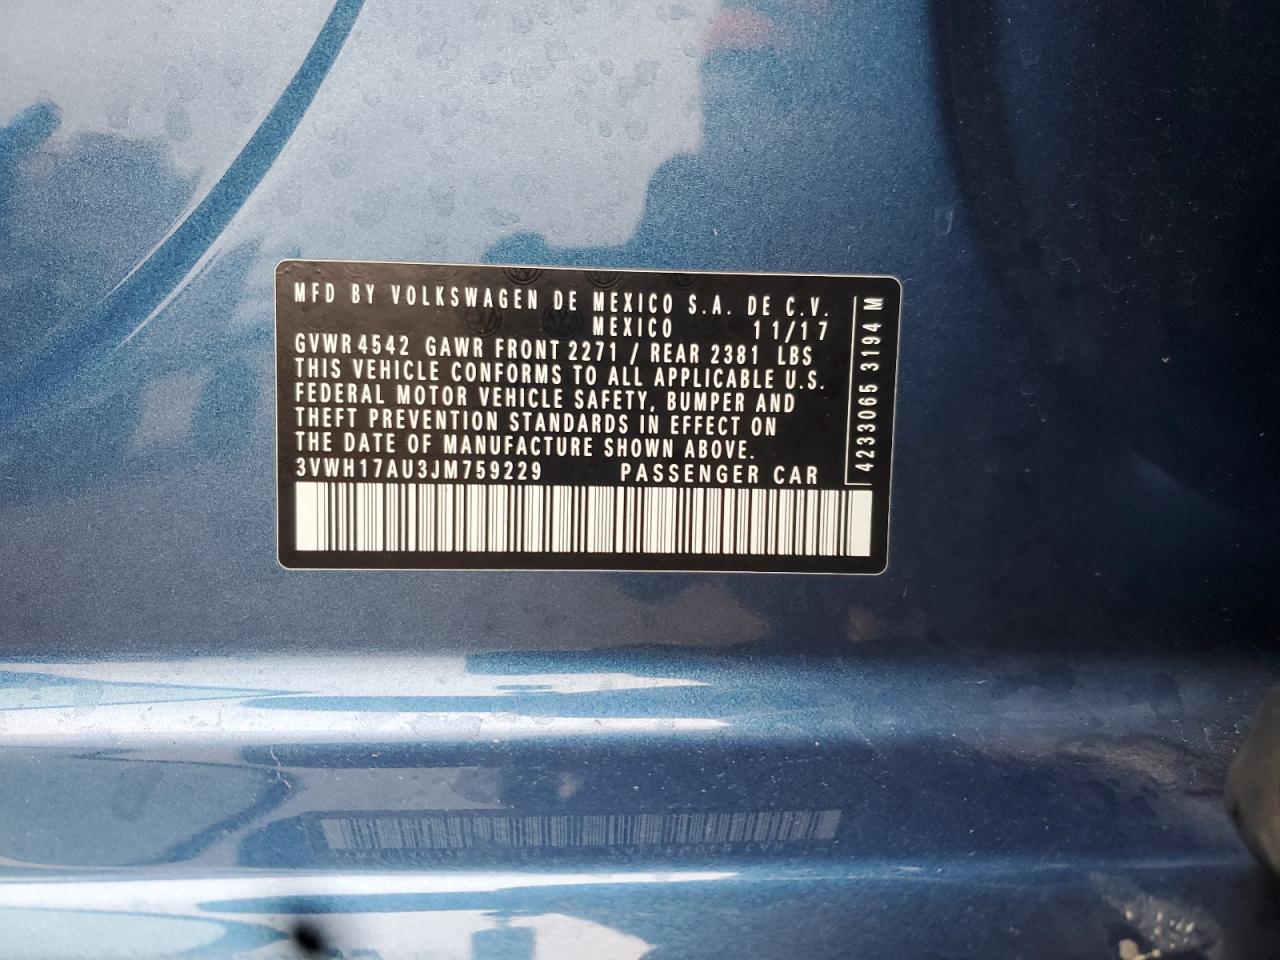 MFD BY VOLKSWAGEN DE MEXICO S.A. DE C.V.
MEXICO 11/17
GVWR 4542 GAWR FRONT 2271 / REAR 2381 LBS
THIS VEHICLE CONFORMS TO ALL APPLICABLE U.S.
FEDERAL MOTOR VEHICLE SAFETY, BUMPER AND
THEFT PREVENTION STANDARDS IN EFFECT ON
THE DATE OF MANUFACTURE SHOWN ABOVE.
3VWH17AU3JM759229 PASSENGER CAR
4233065 3194 M